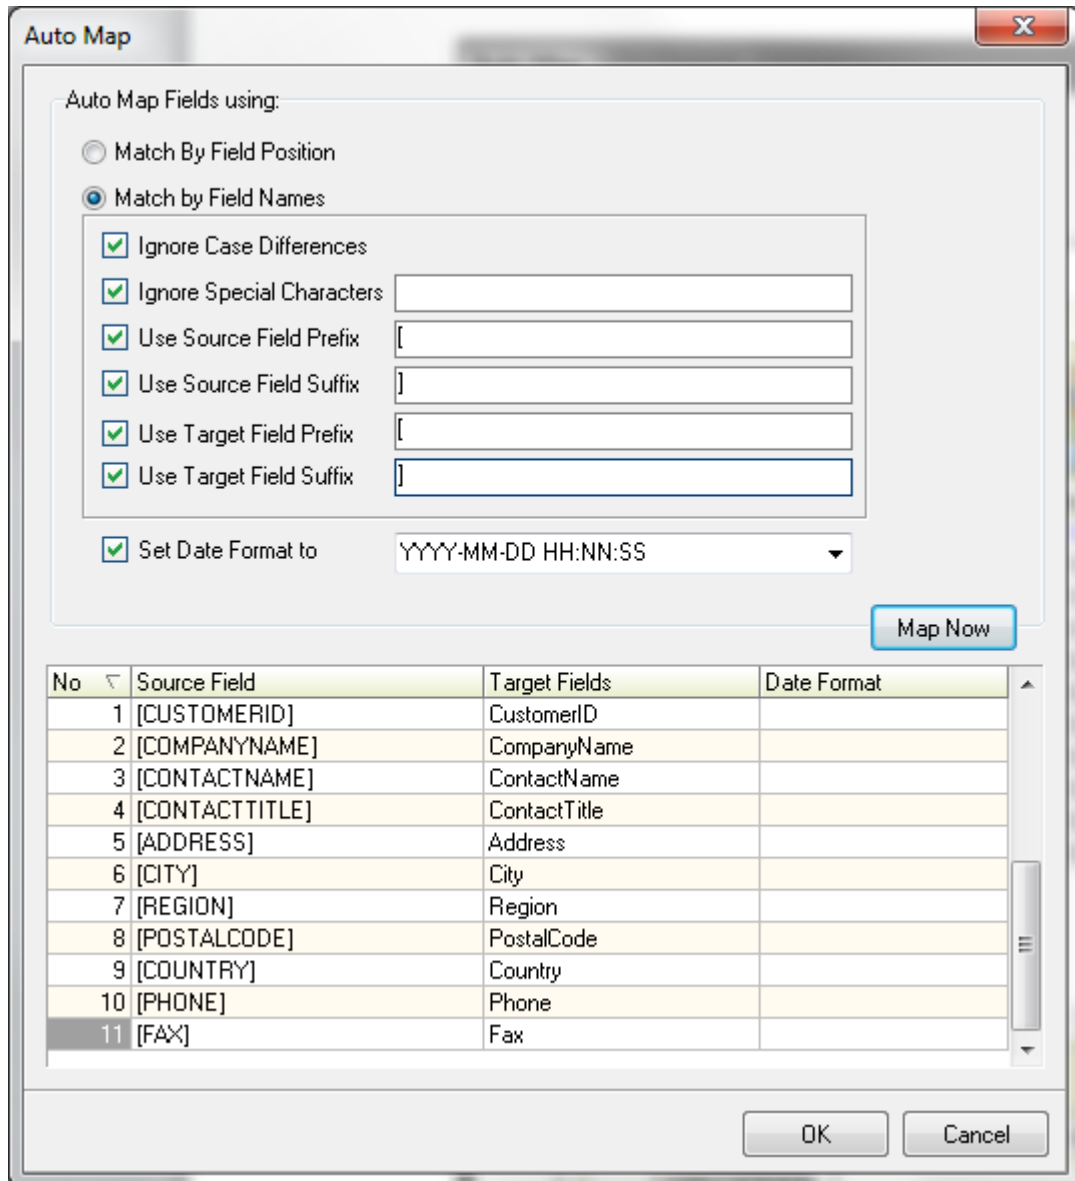 Auto Map
Auto Map Fields using:
Match By Field Position
Match by Field Names
Ignore Case Differences
Ignore Special Characters
Use Source Field Prefix [
Use Source Field Suffix ]
Use Target Field Prefix [
Use Target Field Suffix ]
Set Date Format to YYYY-MM-DD HH:NN:SS
Map Now
No Source Field Target Fields Date Format
1 [CUSTOMERID] CustomerID
2 [COMPANYNAME] CompanyName
3 [CONTACTNAME] ContactName
4 [CONTACTTITLE] ContactTitle
5 [ADDRESS] Address
6 [CITY] City
7 [REGION] Region
8 [POSTALCODE] PostalCode
9 [COUNTRY] Country
10 [PHONE] Phone
11 [FAX] Fax
OK Cancel